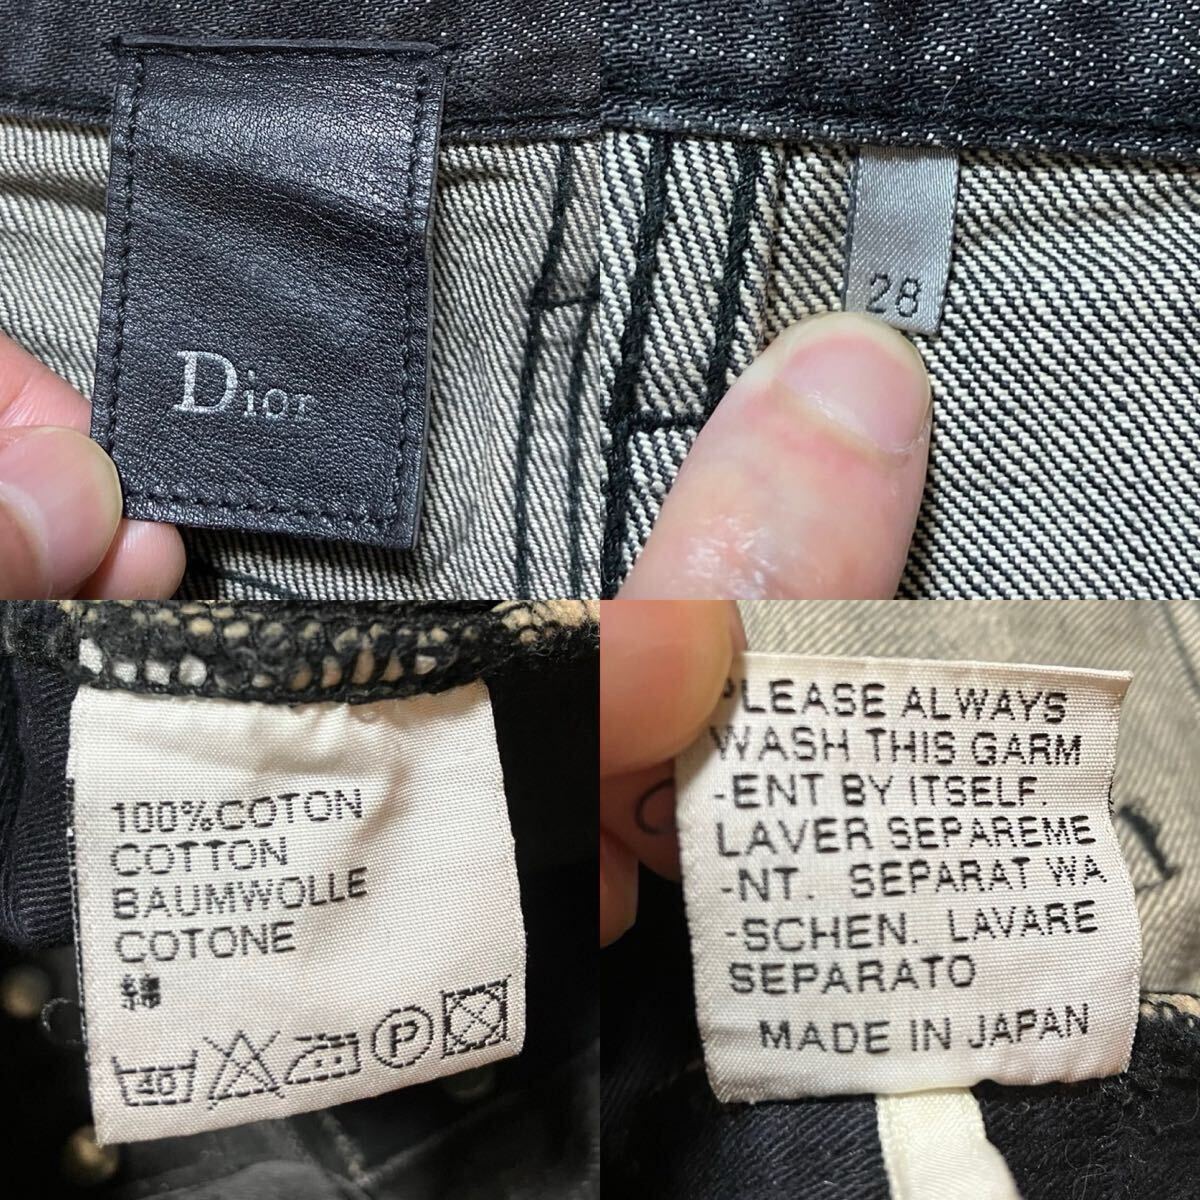 Dior
28
100%COTON
COTTON
BAUMWOLLE
COTONE
綿
40
P
PLEASE ALWAYS
WASH THIS GARM
-ENT BY ITSELF.
LAVER SEPAREME
-NT. SEPARAT WA
-SCHEN. LAVARE
SEPARATO
MADE IN JAPAN